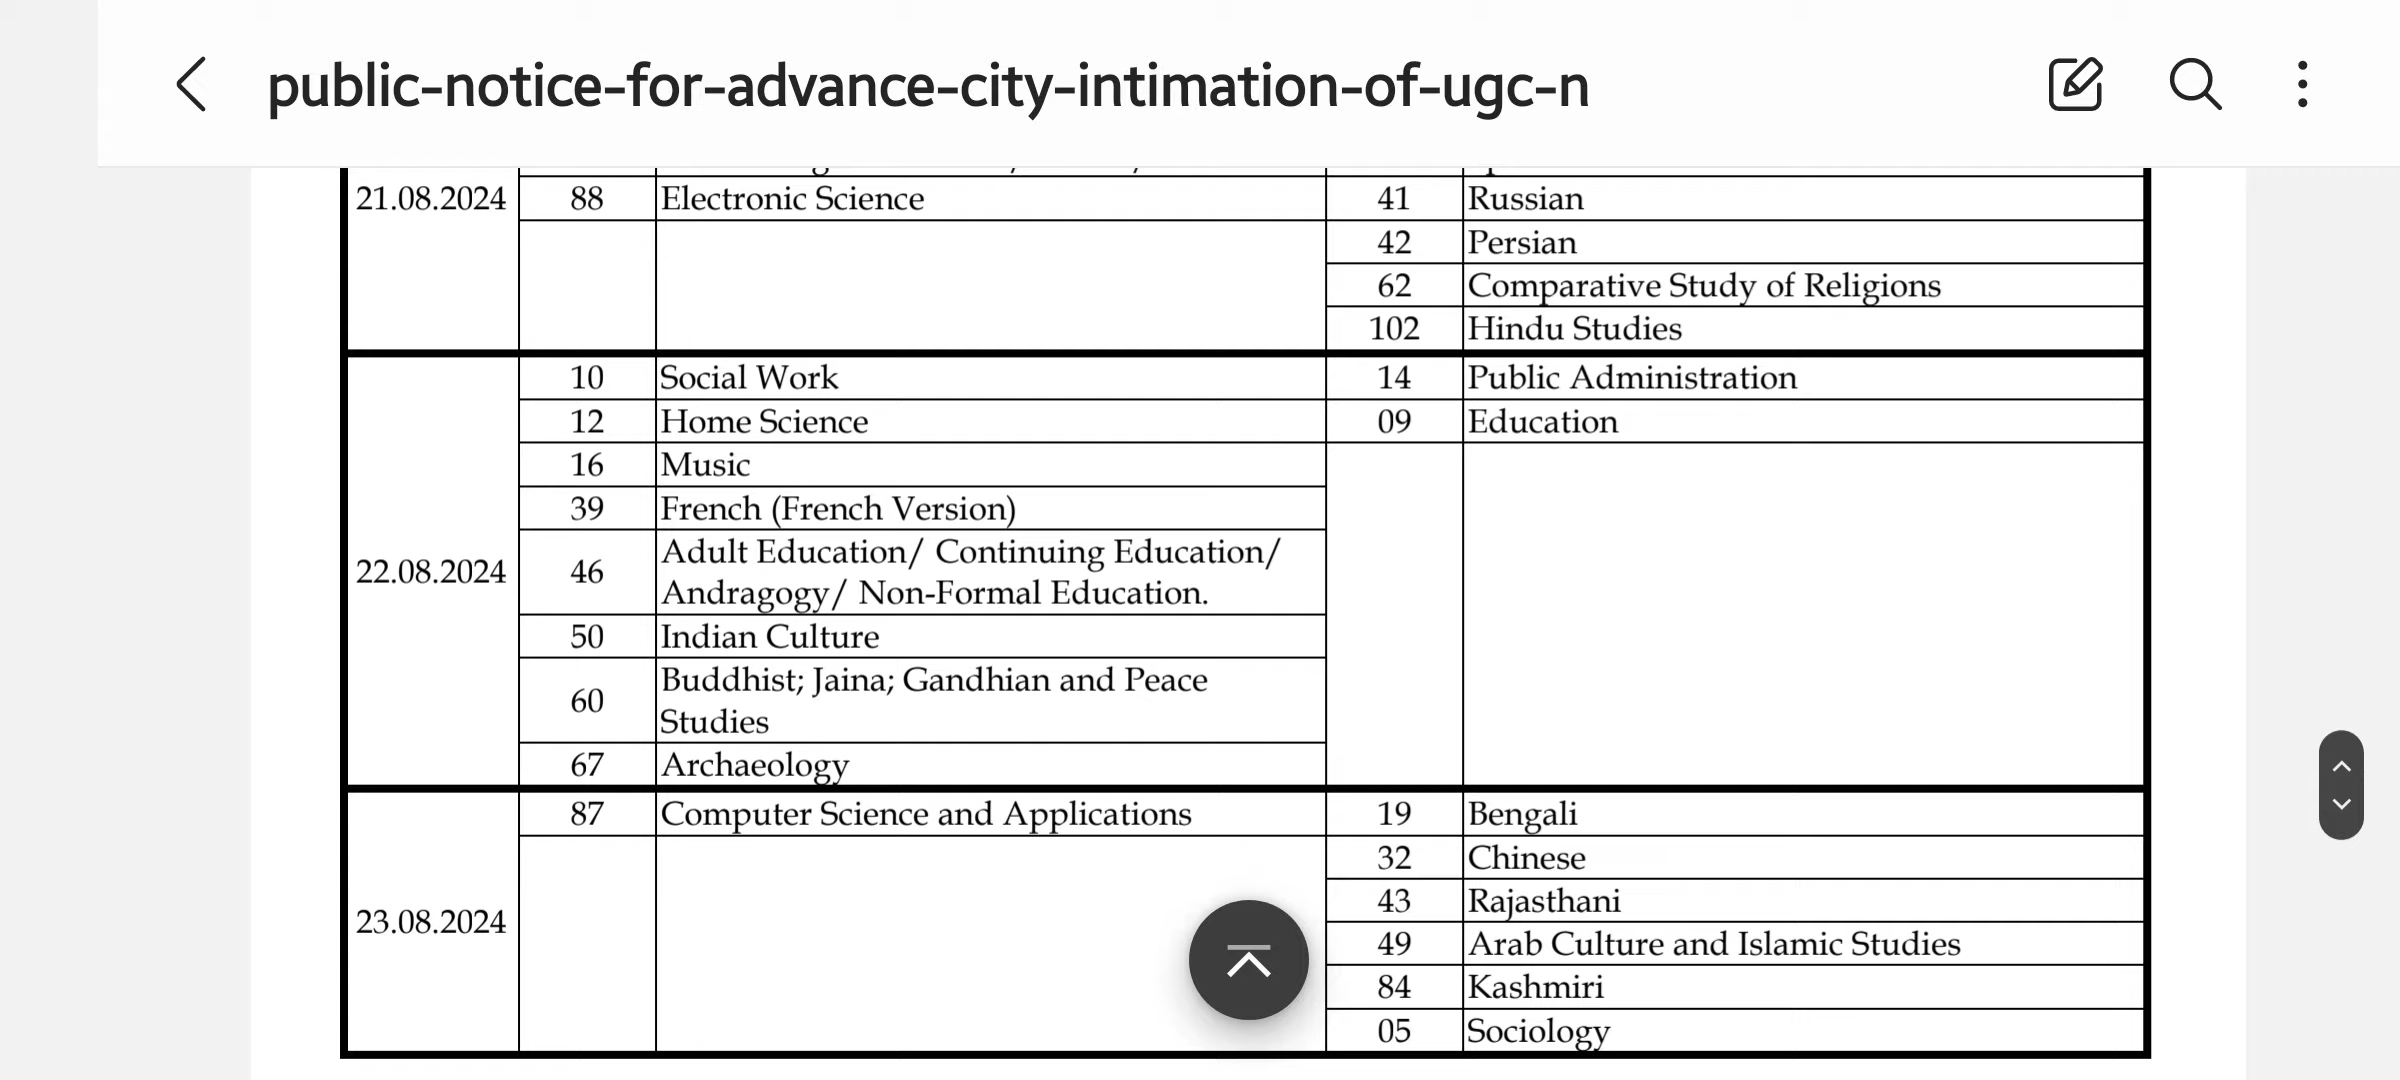 public-notice-for-advance-city-intimation-of-ugc-n
21.08.2024 88 Electronic Science 41 Russian
42 Persian
62 Comparative Study of Religions
102 Hindu Studies
22.08.2024
10 Social Work 14 Public Administration
12 Home Science 09 Education
16 Music
39 French (French Version)
46 Adult Education/ Continuing Education/
Andragogy/ Non-Formal Education.
50 Indian Culture
60 Buddhist; Jaina; Gandhian and Peace
Studies
67 Archaeology
23.08.2024
87 Computer Science and Applications 19 Bengali
32 Chinese
43 Rajasthani
49 Arab Culture and Islamic Studies
84 Kashmiri
05 Sociology